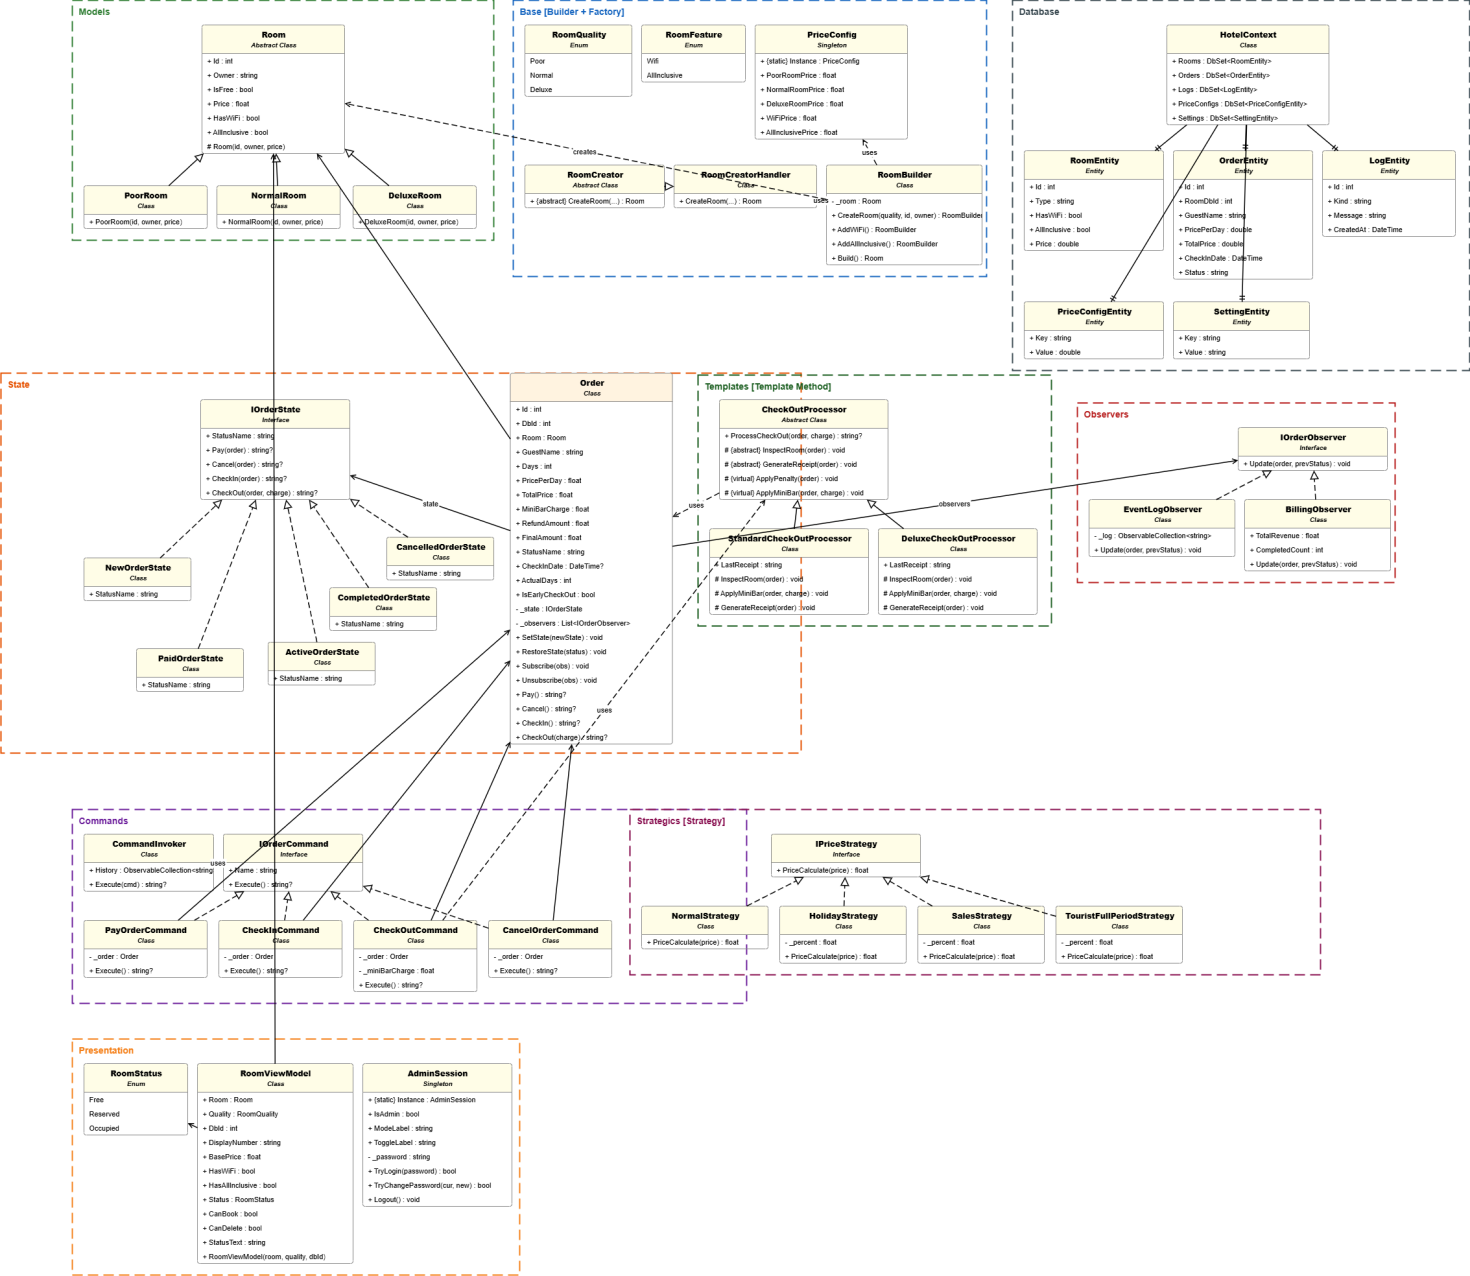 Models
Room
Abstract Class
+ Id : int
+ Owner : string
+ IsFree : bool
+ Price : float
+ HasWiFi : bool
+ AllInclusive : bool
# Room(id, owner, price)
PoorRoom
Class
+ PoorRoom(id, owner, price)
NormalRoom
Class
+ NormalRoom(id, owner, price)
DeluxeRoom
Class
+ DeluxeRoom(id, owner, price)
Base [Builder + Factory]
RoomQuality
Enum
Poor
Normal
Deluxe
RoomFeature
Enum
Wifi
AllInclusive
PriceConfig
Singleton
+ {static} Instance : PriceConfig
+ PoorRoomPrice : float
+ NormalRoomPrice : float
+ DeluxeRoomPrice : float
+ WiFiPrice : float
+ AllInclusivePrice : float
creates
uses
RoomCreator
Abstract Class
+ {abstract} CreateRoom(...) : Room
RoomCreatorHandler
Class
+ CreateRoom(...) : Room
uses
RoomBuilder
Class
- _room : Room
+ CreateRoom(quality, id, owner) : RoomBuilder
+ AddWiFi() : RoomBuilder
+ AddAllInclusive() : RoomBuilder
+ Build() : Room
Database
HotelContext
Class
+ Rooms : DbSet<RoomEntity>
+ Orders : DbSet<OrderEntity>
+ Logs : DbSet<LogEntity>
+ PriceConfigs : DbSet<PriceConfigEntity>
+ Settings : DbSet<SettingEntity>
RoomEntity
Entity
+ Id : int
+ Type : string
+ HasWiFi : bool
+ AllInclusive : bool
+ Price : double
OrderEntity
Entity
+ Id : int
+ RoomDbId : int
+ GuestName : string
+ PricePerDay : double
+ TotalPrice : double
+ CheckInDate : DateTime
+ Status : string
LogEntity
Entity
+ Id : int
+ Kind : string
+ Message : string
+ CreatedAt : DateTime
PriceConfigEntity
Entity
+ Key : string
+ Value : double
SettingEntity
Entity
+ Key : string
+ Value : string
State
IOrderState
Interface
+ StatusName : string
+ Pay(order) : string?
+ Cancel(order) : string?
+ CheckIn(order) : string?
+ CheckOut(order, charge) : string?
state
NewOrderState
Class
+ StatusName : string
CancelledOrderState
Class
+ StatusName : string
CompletedOrderState
Class
+ StatusName : string
PaidOrderState
Class
+ StatusName : string
ActiveOrderState
Class
+ StatusName : string
Order
Class
+ Id : int
+ DbId : int
+ Room : Room
+ GuestName : string
+ Days : int
+ PricePerDay : float
+ TotalPrice : float
+ MiniBarCharge : float
+ RefundAmount : float
+ FinalAmount : float
+ StatusName : string
+ CheckInDate : DateTime?
+ ActualDays : int
+ IsEarlyCheckOut : bool
- _state : IOrderState
- _observers : List<IOrderObserver>
+ SetState(newState) : void
+ RestoreState(status) : void
+ Subscribe(obs) : void
+ Unsubscribe(obs) : void
+ Pay() : string?
+ Cancel() : string?
+ CheckIn() : string?
+ CheckOut(charge) : string?
uses
Templates [Template Method]
CheckOutProcessor
Abstract Class
+ ProcessCheckOut(order, charge) : string?
# {abstract} InspectRoom(order) : void
# {abstract} GenerateReceipt(order) : void
# {virtual} ApplyPenalty(order) : void
# {virtual} ApplyMiniBar(order, charge) : void
uses
observers
StandardCheckOutProcessor
Class
+ LastReceipt : string
# InspectRoom(order) : void
# ApplyMiniBar(order, charge) : void
# GenerateReceipt(order) : void
DeluxeCheckOutProcessor
Class
+ LastReceipt : string
# InspectRoom(order) : void
# ApplyMiniBar(order, charge) : void
# GenerateReceipt(order) : void
Observers
IOrderObserver
Interface
+ Update(order, prevStatus) : void
EventLogObserver
Class
- _log : ObservableCollection<string>
+ Update(order, prevStatus) : void
BillingObserver
Class
+ TotalRevenue : float
+ CompletedCount : int
+ Update(order, prevStatus) : void
Commands
CommandInvoker
Class
+ History : ObservableCollection<string
+ Execute(cmd) : string?
uses
IOrderCommand
Interface
+ Name : string
+ Execute() : string?
PayOrderCommand
Class
- _order : Order
+ Execute() : string?
CheckInCommand
Class
- _order : Order
+ Execute() : string?
CheckOutCommand
Class
- _order : Order
- _miniBarCharge : float
+ Execute() : string?
CancelOrderCommand
Class
- _order : Order
+ Execute() : string?
Strategics [Strategy]
IPriceStrategy
Interface
+ PriceCalculate(price) : float
NormalStrategy
Class
+ PriceCalculate(price) : float
HolidayStrategy
Class
- _percent : float
+ PriceCalculate(price) : float
SalesStrategy
Class
- _percent : float
+ PriceCalculate(price) : float
TouristFullPeriodStrategy
Class
- _percent : float
+ PriceCalculate(price) : float
Presentation
RoomStatus
Enum
Free
Reserved
Occupied
RoomViewModel
Class
+ Room : Room
+ Quality : RoomQuality
+ DbId : int
+ DisplayNumber : string
+ BasePrice : float
+ HasWiFi : bool
+ HasAllInclusive : bool
+ Status : RoomStatus
+ CanBook : bool
+ CanDelete : bool
+ StatusText : string
+ RoomViewModel(room, quality, dbId)
AdminSession
Singleton
+ {static} Instance : AdminSession
+ IsAdmin : bool
+ ModeLabel : string
+ ToggleLabel : string
- _password : string
+ TryLogin(password) : bool
+ TryChangePassword(cur, new) : bool
+ Logout() : void